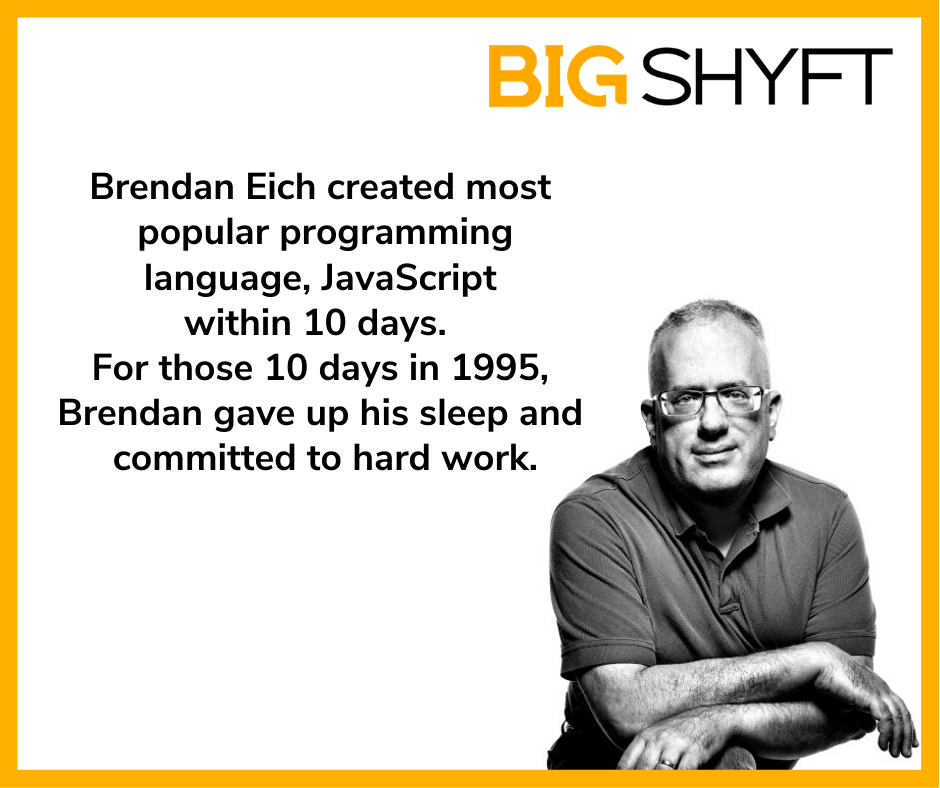 BIG SHYFT
Brendan Eich created most
popular programming
language, JavaScript
within 10 days.
For those 10 days in 1995,
Brendan gave up his sleep and
committed to hard work.